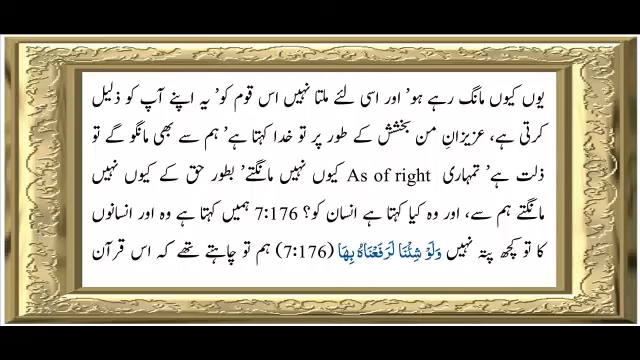 یوں کیوں مانگ رہے ہو’ اور اسی لئے ملتا نہیں اس قوم کو’ یہ اپنے آپ کو ذلیل
کرتی ہے، عزیزانِ من بخشش کے طور پر تو خدا کہتا ہے’ ہم سے بھی مانگو گے تو
ذلت ہے’ تمہاری As of right کیوں نہیں مانگتے’ بطور حق کے کیوں نہیں
مانگتے ہم سے، اور وہ کیا کہتا ہے انسان کو؟ 7:176 ہمیں کہتا ہے وہ اور انسانوں
کا تو کچھ پتہ نہیں وَلَوْ شِئْنَا لَرَفَعْنَاهُ بِهَا (7:176) ہم تو چاہتے تھے کہ اس قرآن